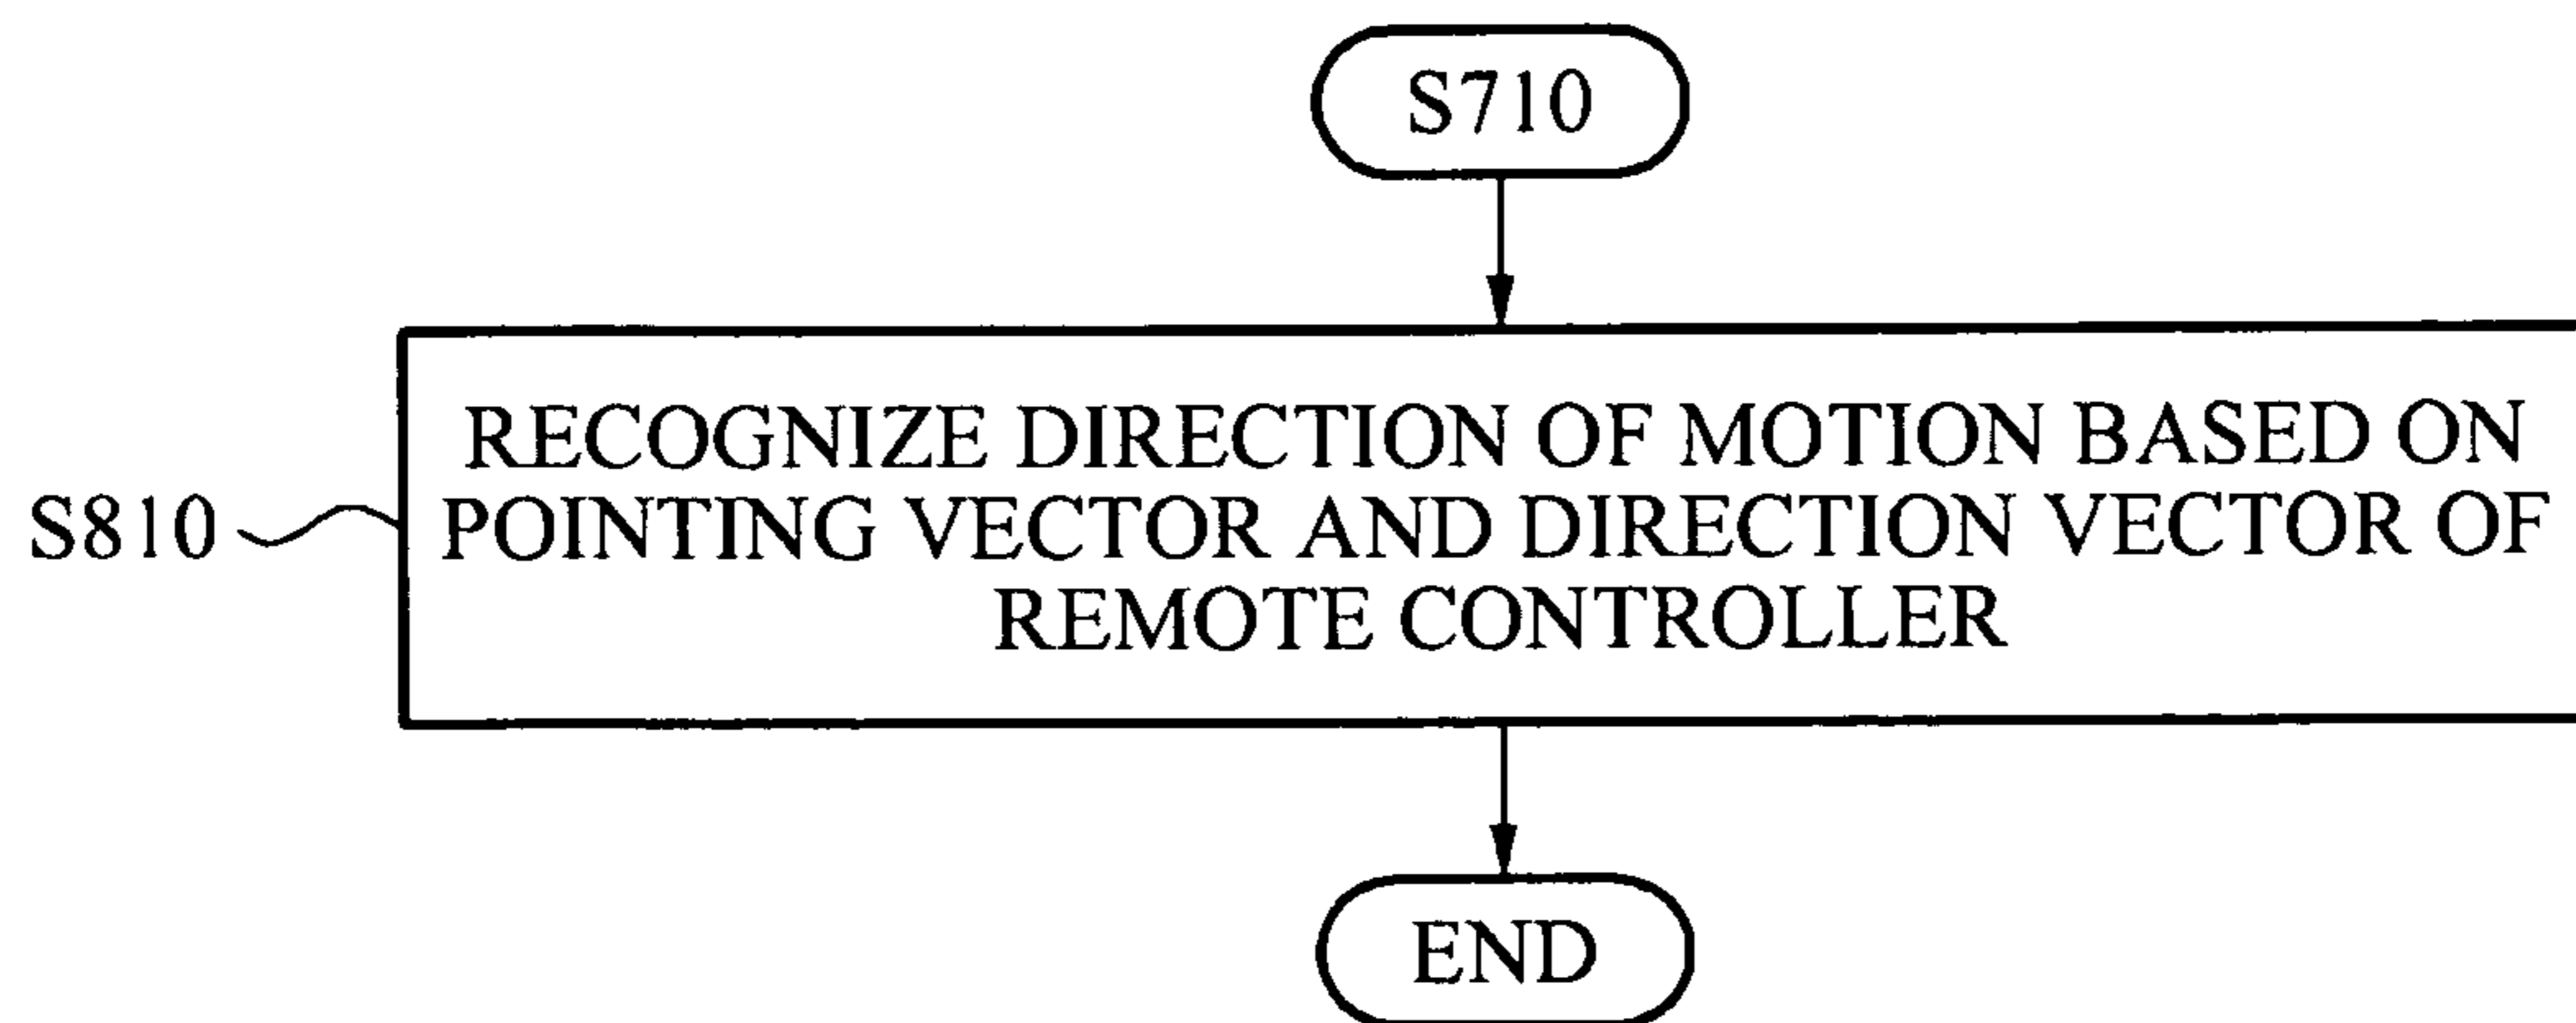 S710
RECOGNIZE DIRECTION OF MOTION BASED ON
S810
POINTING VECTOR AND DIRECTION VECTOR OF
REMOTE CONTROLLER
END